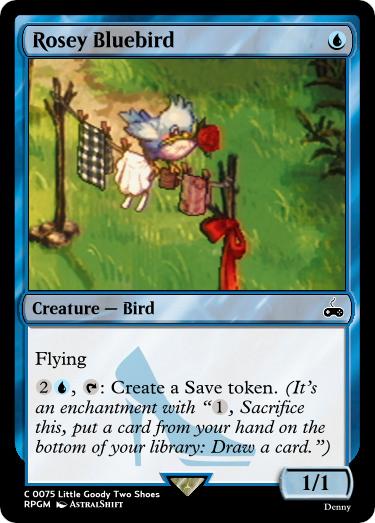 Rosey Bluebird
Creature — Bird
Flying
2, : Create a Save token. (It's
an enchantment with “1, Sacrifice
this, put a card from your hand on the
bottom of your library: Draw a card.”)
1/1
C 0075 Little Goody Two Shoes
RPGM AstralShift
Denny